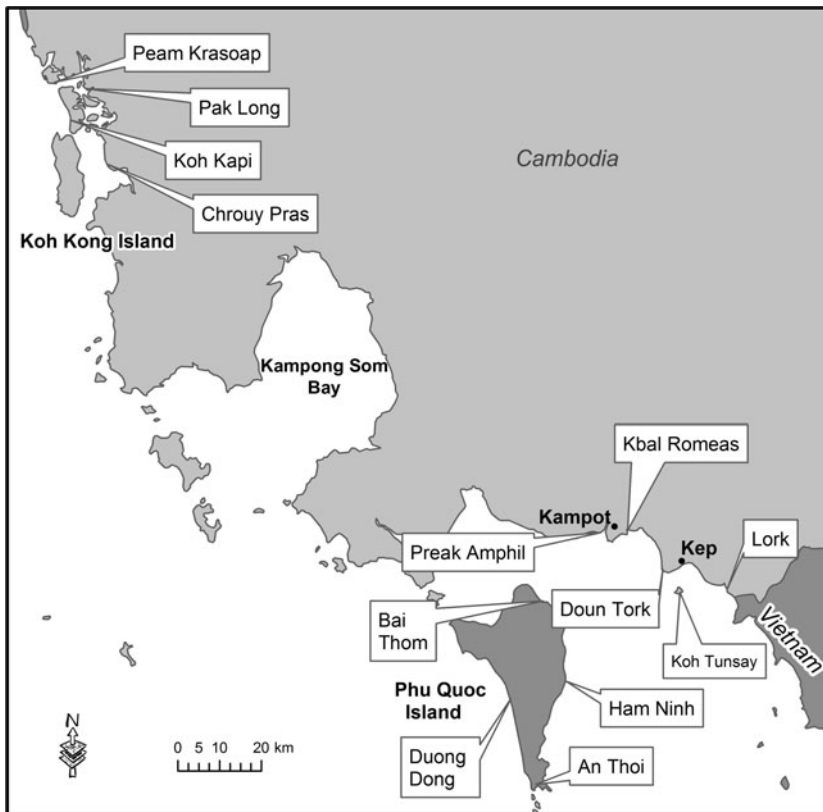 Peam Krasoap
Pak Long
Cambodia
Koh Kapi
Chrouy Pras
Koh Kong Island
Kampong Som
Bay
Kbal Romeas
Kampot
Preak Amphil
Kep
Lork
Bai
Thom
Doun Tork
Koh Tunsay
Vietnam
Phu Quoc
Island
Ham Ninh
N
0 5 10 20 km
Duong
Dong
An Thoi